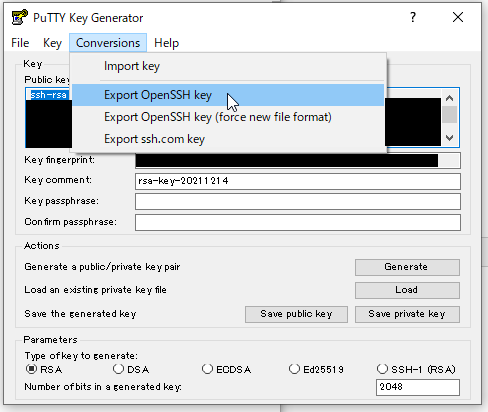 PuTTY Key Generator
File Key Conversions Help
Import key
Export OpenSSH key
Export OpenSSH key (force new file format)
Export ssh.com key
Key
Public key
ssh-rsa
Key fingerprint:
Key comment: rsa-key-20211214
Key passphrase:
Confirm passphrase:
Actions
Generate a public/private key pair Generate
Load an existing private key file Load
Save the generated key Save public key Save private key
Parameters
Type of key to generate:
RSA DSA ECDSA Ed25519 SSH-1 (RSA)
Number of bits in a generated key: 2048